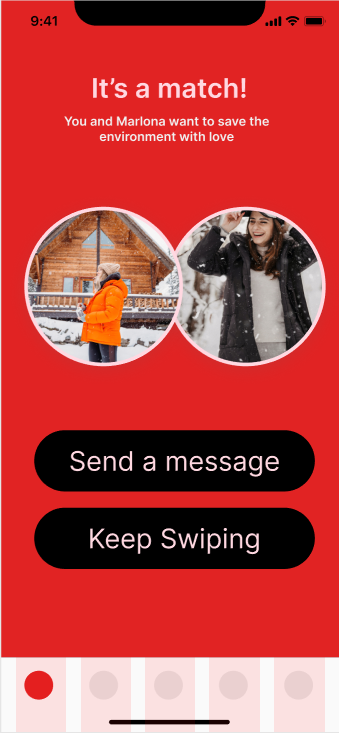 9:41
It’s a match!
You and Marlona want to save the
environment with love
Send a message
Keep Swiping